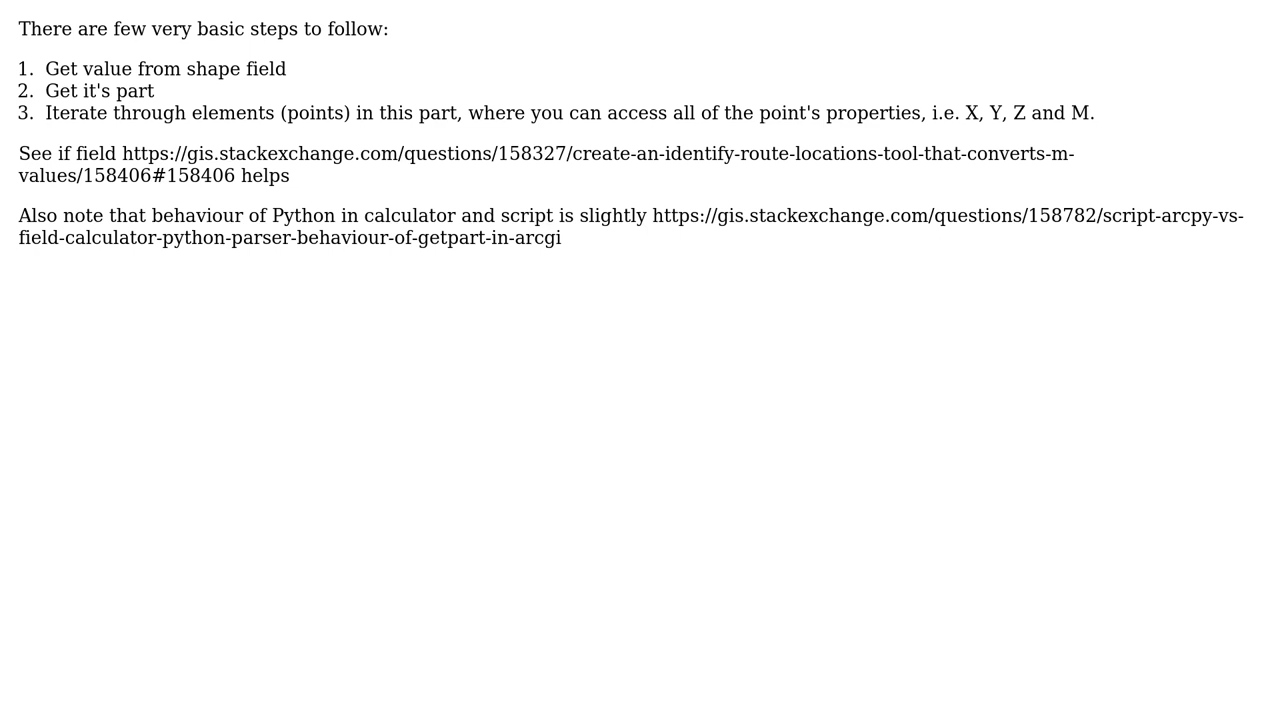 There are few very basic steps to follow:
1. Get value from shape field
2. Get it's part
3. Iterate through elements (points) in this part, where you can access all of the point's properties, i.e. X, Y, Z and M.
See if field https://gis.stackexchange.com/questions/158327/create-an-identify-route-locations-tool-that-converts-m-
values/158406#158406 helps
Also note that behaviour of Python in calculator and script is slightly https://gis.stackexchange.com/questions/158782/script-arcpy-vs-
field-calculator-python-parser-behaviour-of-getpart-in-arcgi